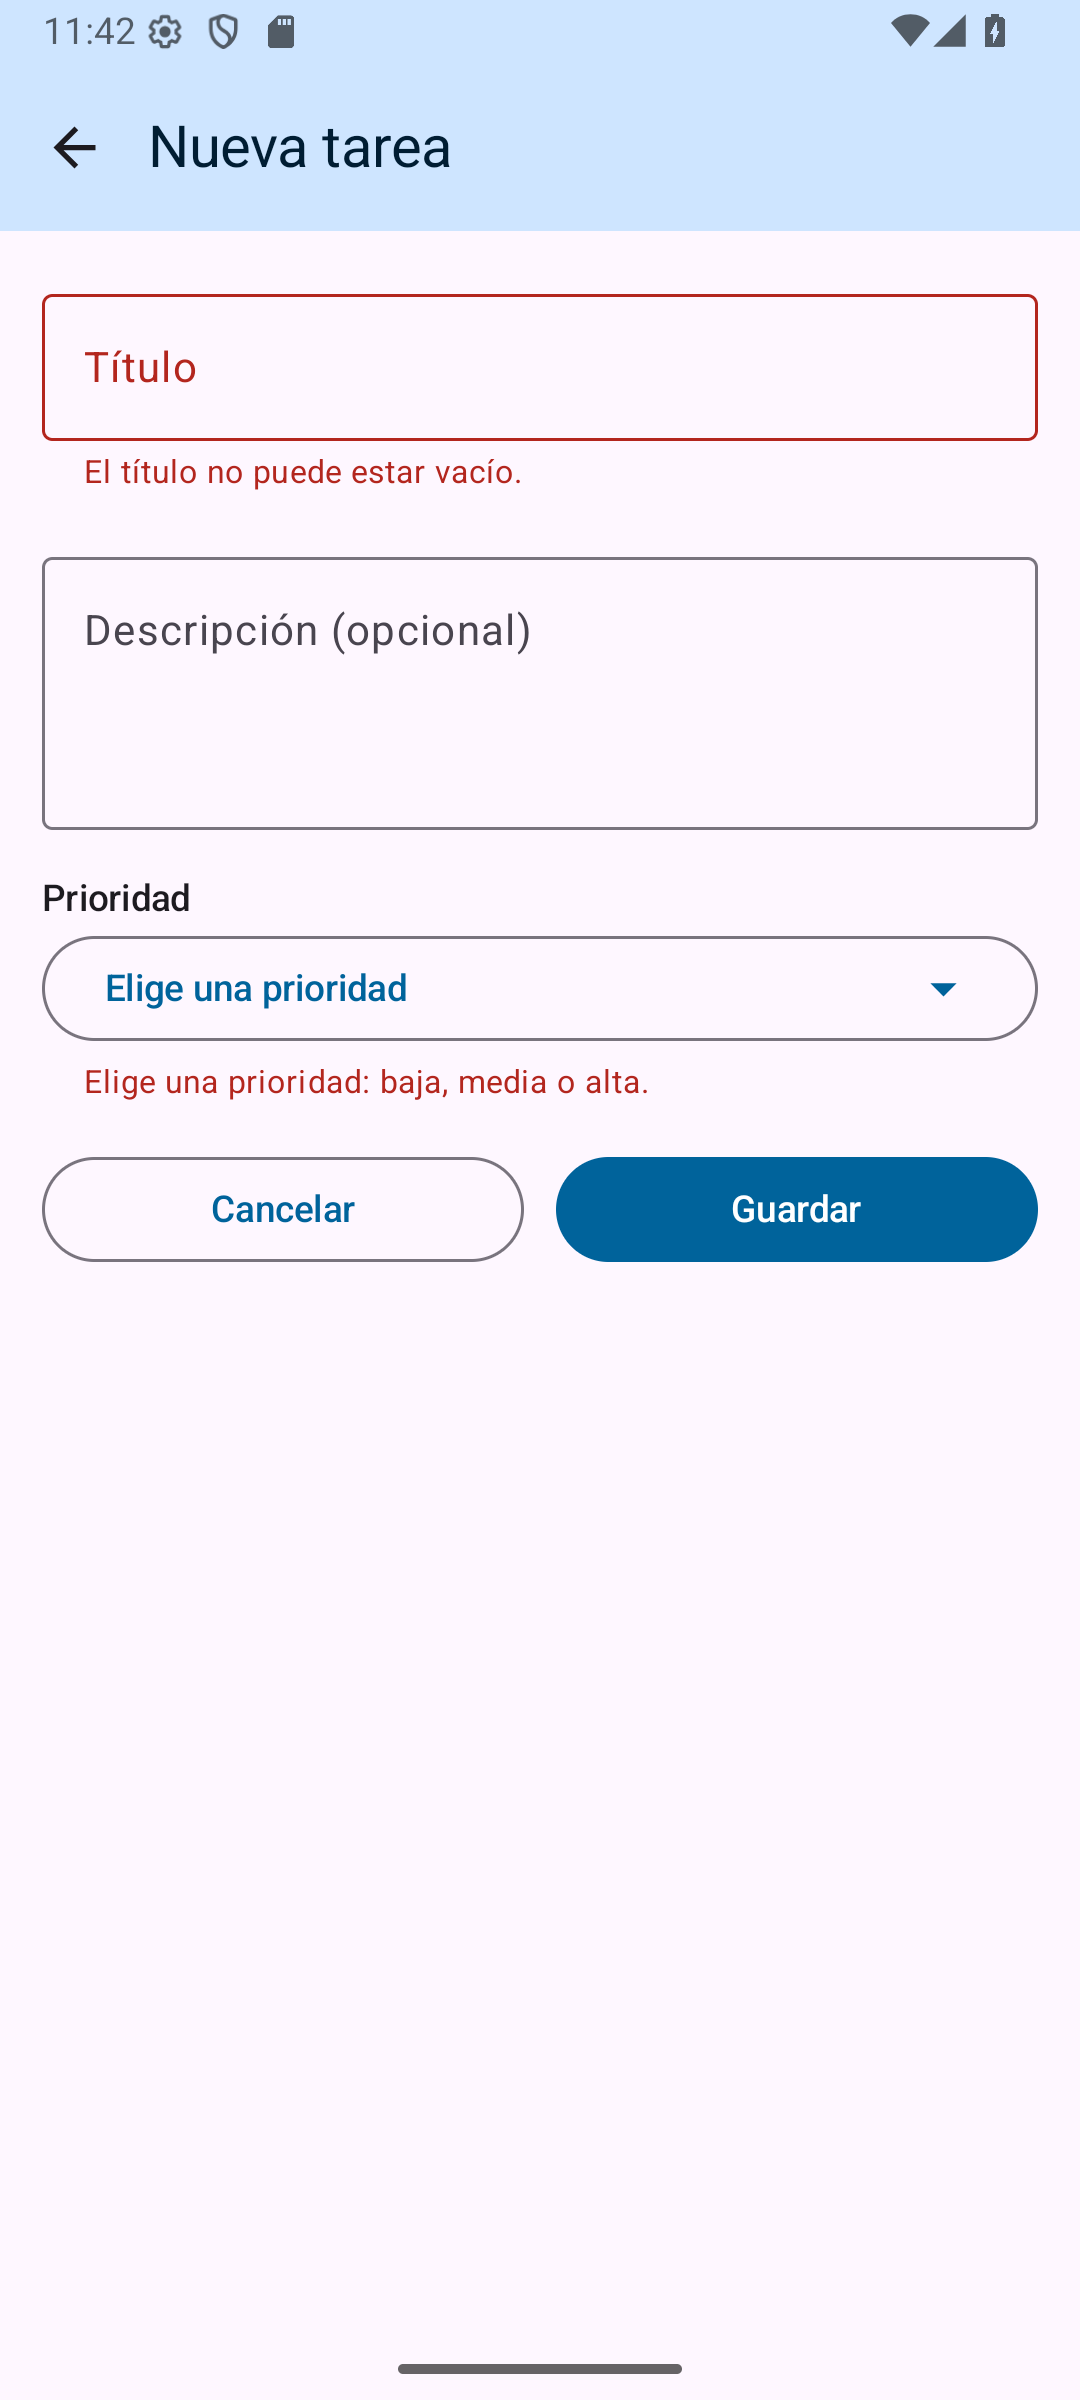 11:42
Nueva tarea
Título
El título no puede estar vacío.
Descripción (opcional)
Prioridad
Elige una prioridad
Elige una prioridad: baja, media o alta.
Cancelar
Guardar